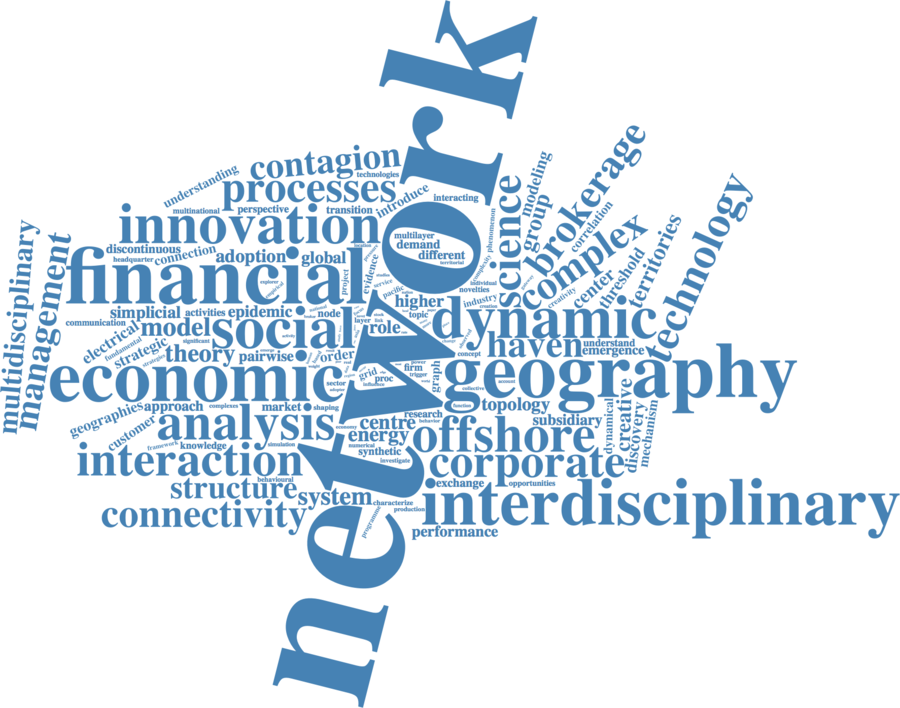 network
contagion
technologies
understanding
processes
introduce
interacting
multinational
perspective
transition
innovation
discontinuous
connection
headquarter
adoption
global
financial
evidence
project
multilayer
demand
different
territorial
science
modeling
group
brokerage
correlation
complex
phenomenon
complexity
creativity
center
threshold
territories
technology
multidisciplinary
management
communication
simplicial
activities
epidemic
node
layer
role
higher
topic
industry
individual
novelties
service
pacific
electrical
fundamental
strategic
strategies
model
significant
social
dynamic
haven
understand
emergence
concept
theory
pairwise
order
economic
sector
grid
proc
influence
firm
trigger
power
graph
geography
collective
account
geographies
approach
complexes
market
shaping
customer
framework
knowledge
simulation
analysis
economy
centre
research
behavior
function
topology
subsidiary
dynamical
creative
discovery
mechanism
energy
numerical
synthetic
investigate
offshore
interaction
behavioural
corporate
structure
system
characterize
production
exchange
opportunities
connectivity
programme
interdisciplinary
performance